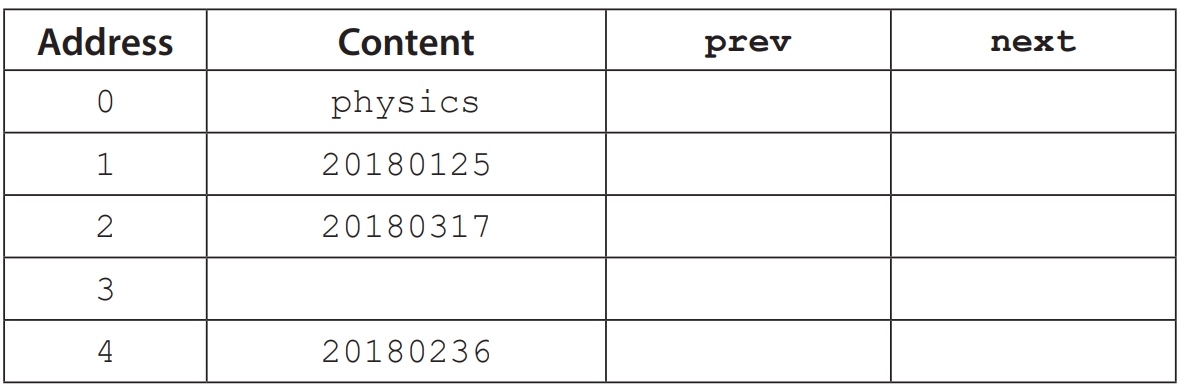 Address Content prev next
0 physics
1 20180125
2 20180317
3
4 20180236